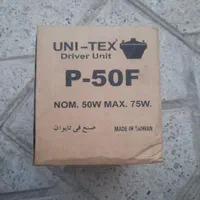 UNI-TEX
Driver Unit
P-50F
NOM. 50W MAX. 75W.
صنع في تايوان
MADE IN TAIWAN